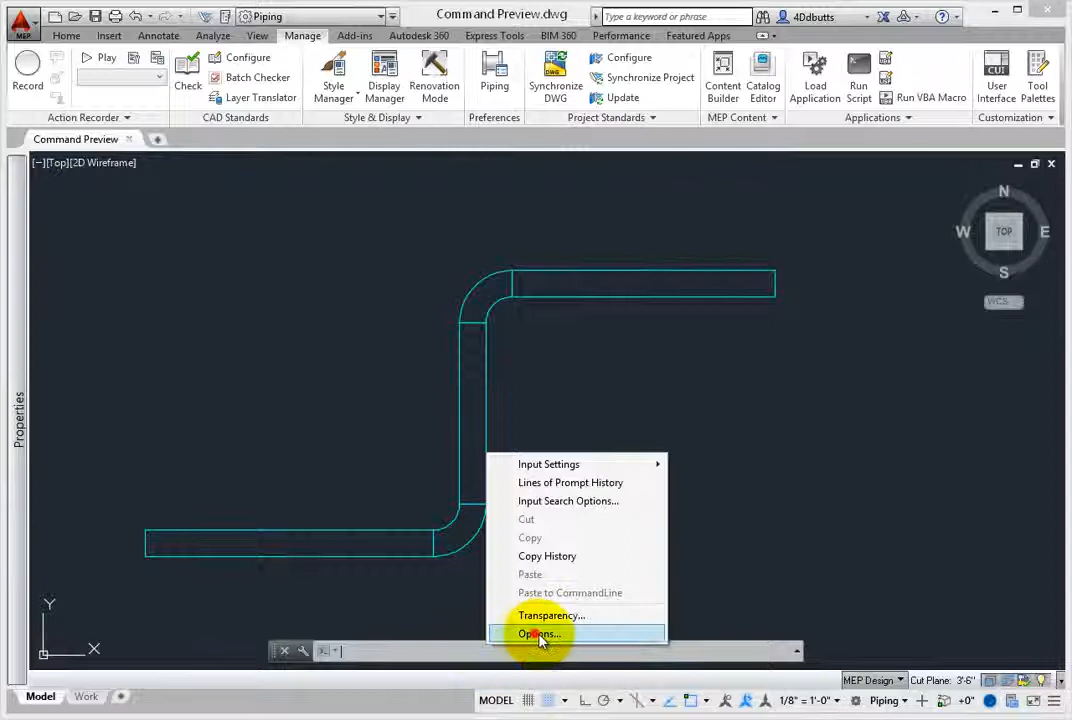 Piping
Command Preview.dwg
Type a keyword or phrase
4Ddbutts
MEP
Home Insert Annotate Analyze View Manage Add-ins Autodesk 360 Express Tools BIM 360 Performance Featured Apps
Record
Play
Action Recorder
Check
Configure
Batch Checker
Layer Translator
CAD Standards
Style Manager
Display Manager
Renovation Mode
Style & Display
Piping
Preferences
Synchronize DWG
Configure
Synchronize Project
Update
Project Standards
Content Builder
Catalog Editor
MEP Content
Load Application
Run Script
Run VBA Macro
Applications
CUI
User Interface
Tool Palettes
Customization
Command Preview
[−][Top][2D Wireframe]
N
W TOP E
S
WCS
Properties
Input Settings
Lines of Prompt History
Input Search Options...
Cut
Copy
Copy History
Paste
Paste to CommandLine
Transparency...
Options...
Y
X
MEP Design Cut Plane: 3'-6"
Model Work
MODEL 1/8" = 1'-0" Piping +0"